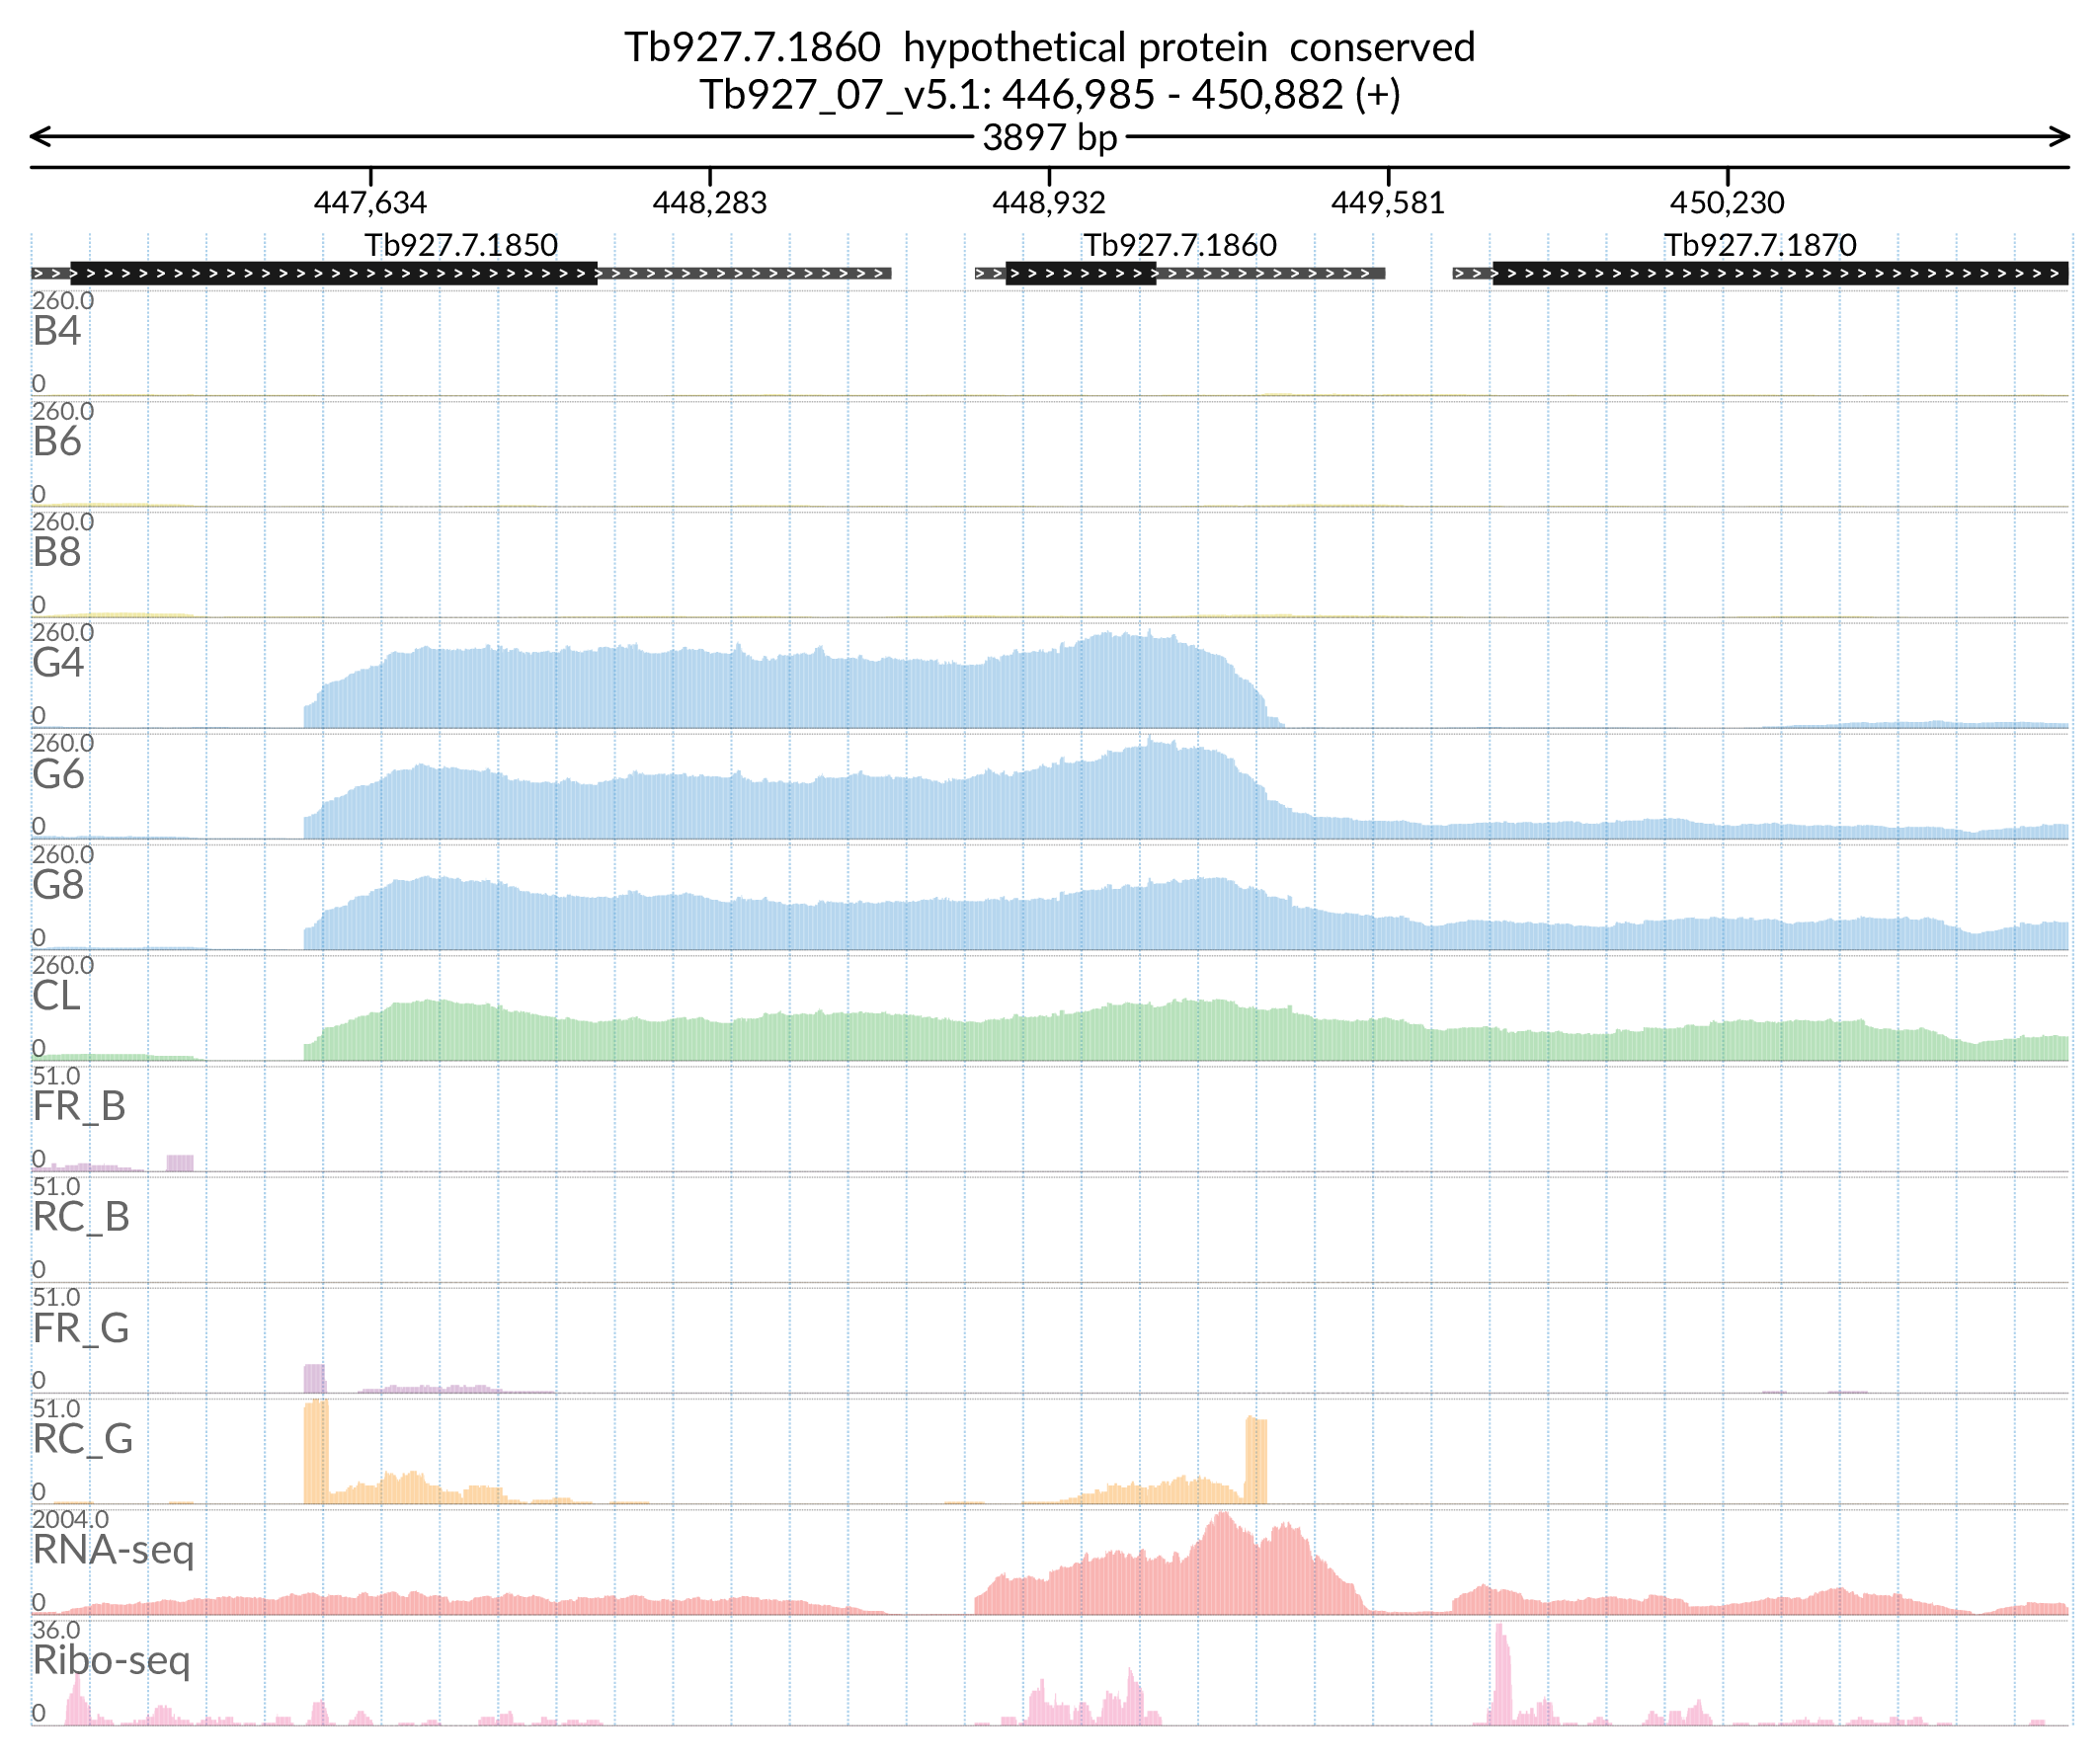 Tb927.7.1860  hypothetical protein  conserved
Tb927_07_v5.1: 446,985 - 450,882 (+)
3897 bp
447,634 448,283 448,932 449,581 450,230
Tb927.7.1850 Tb927.7.1860 Tb927.7.1870
260.0
B4
0
260.0
B6
0
260.0
B8
0
260.0
G4
0
260.0
G6
0
260.0
G8
0
260.0
CL
0
51.0
FR_B
0
51.0
RC_B
0
51.0
FR_G
0
51.0
RC_G
0
2004.0
RNA-seq
0
36.0
Ribo-seq
0